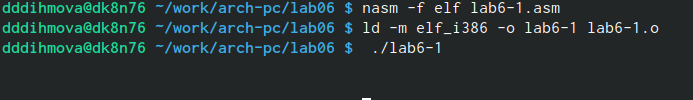 dddihmova@dk8n76 ~/work/arch-pc/lab06 $ nasm -f elf lab6-1.asm
dddihmova@dk8n76 ~/work/arch-pc/lab06 $ ld -m elf_i386 -o lab6-1 lab6-1.o
dddihmova@dk8n76 ~/work/arch-pc/lab06 $  ./lab6-1